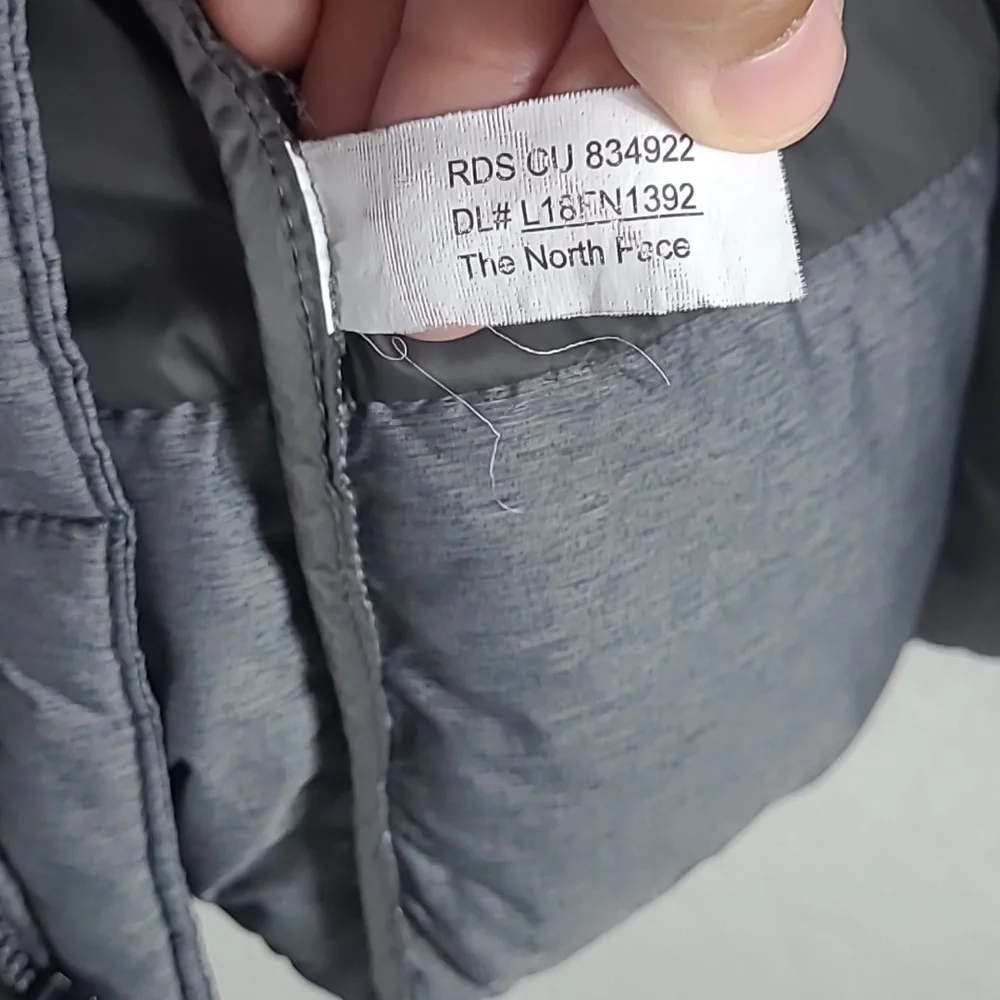 RDS CU 834922
DL# L18FN1392
The North Face